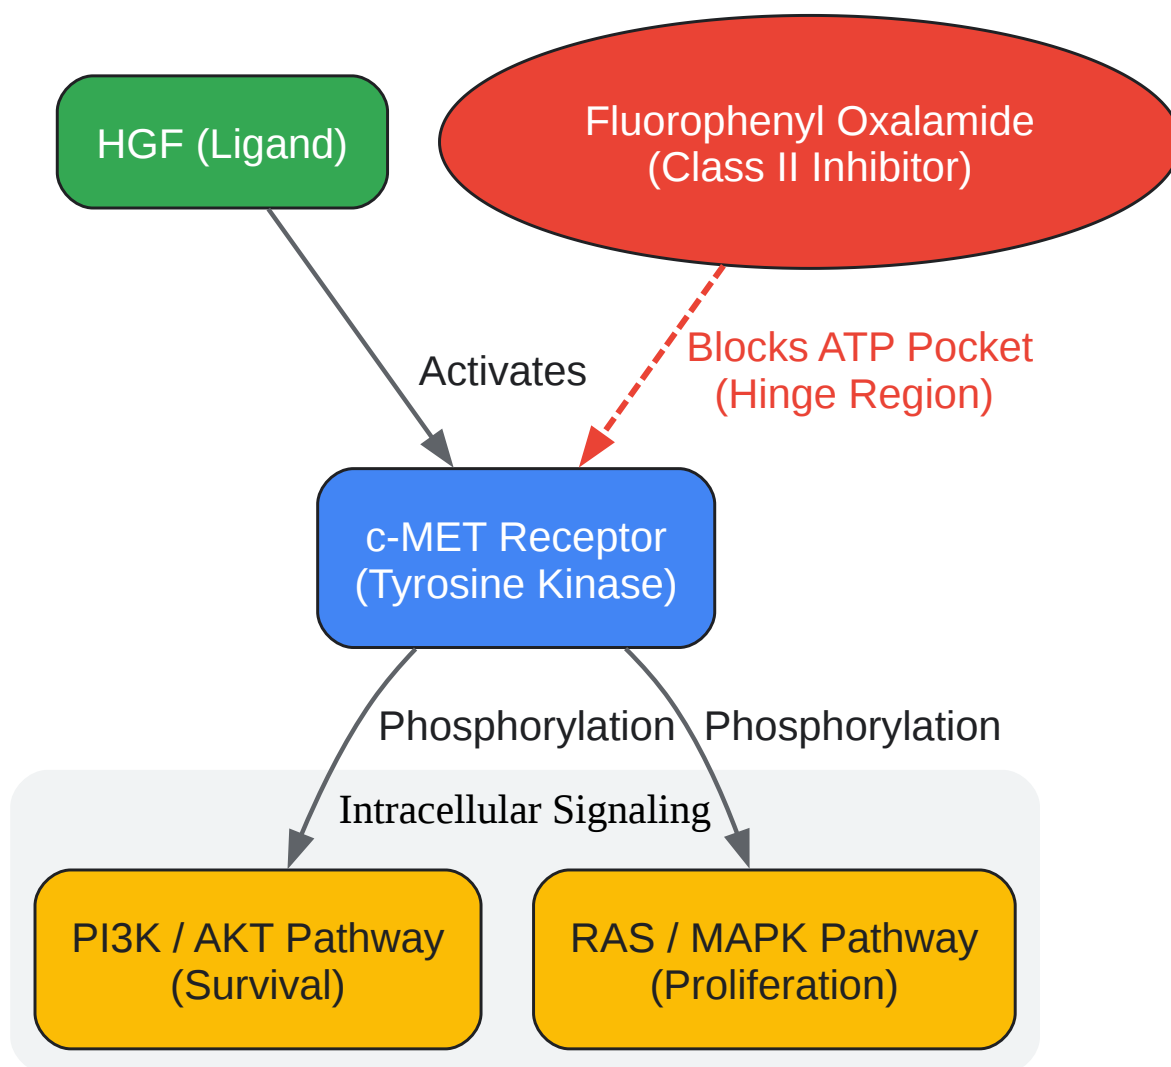 HGF (Ligand)
Fluorophenyl Oxalamide
(Class II Inhibitor)
Activates
Blocks ATP Pocket
(Hinge Region)
c-MET Receptor
(Tyrosine Kinase)
Phosphorylation
Phosphorylation
Intracellular Signaling
PI3K / AKT Pathway
(Survival)
RAS / MAPK Pathway
(Proliferation)